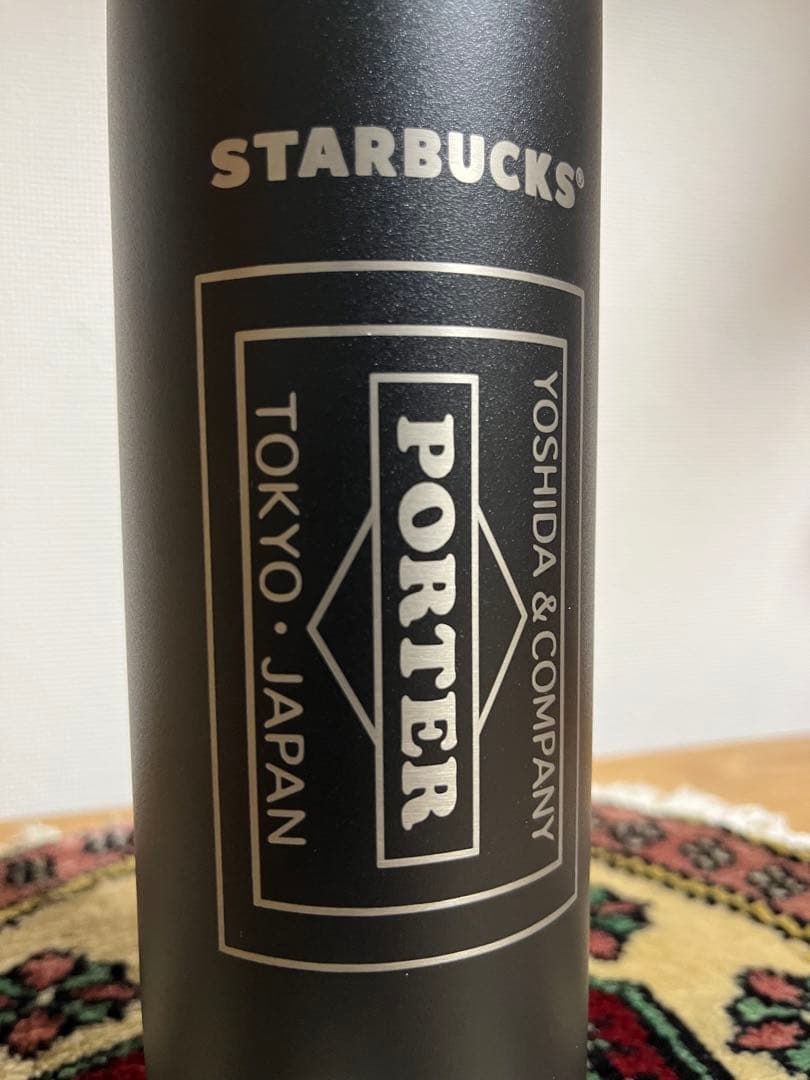 STARBUCKS®
YOSHIDA & COMPANY
PORTER
TOKYO・JAPAN